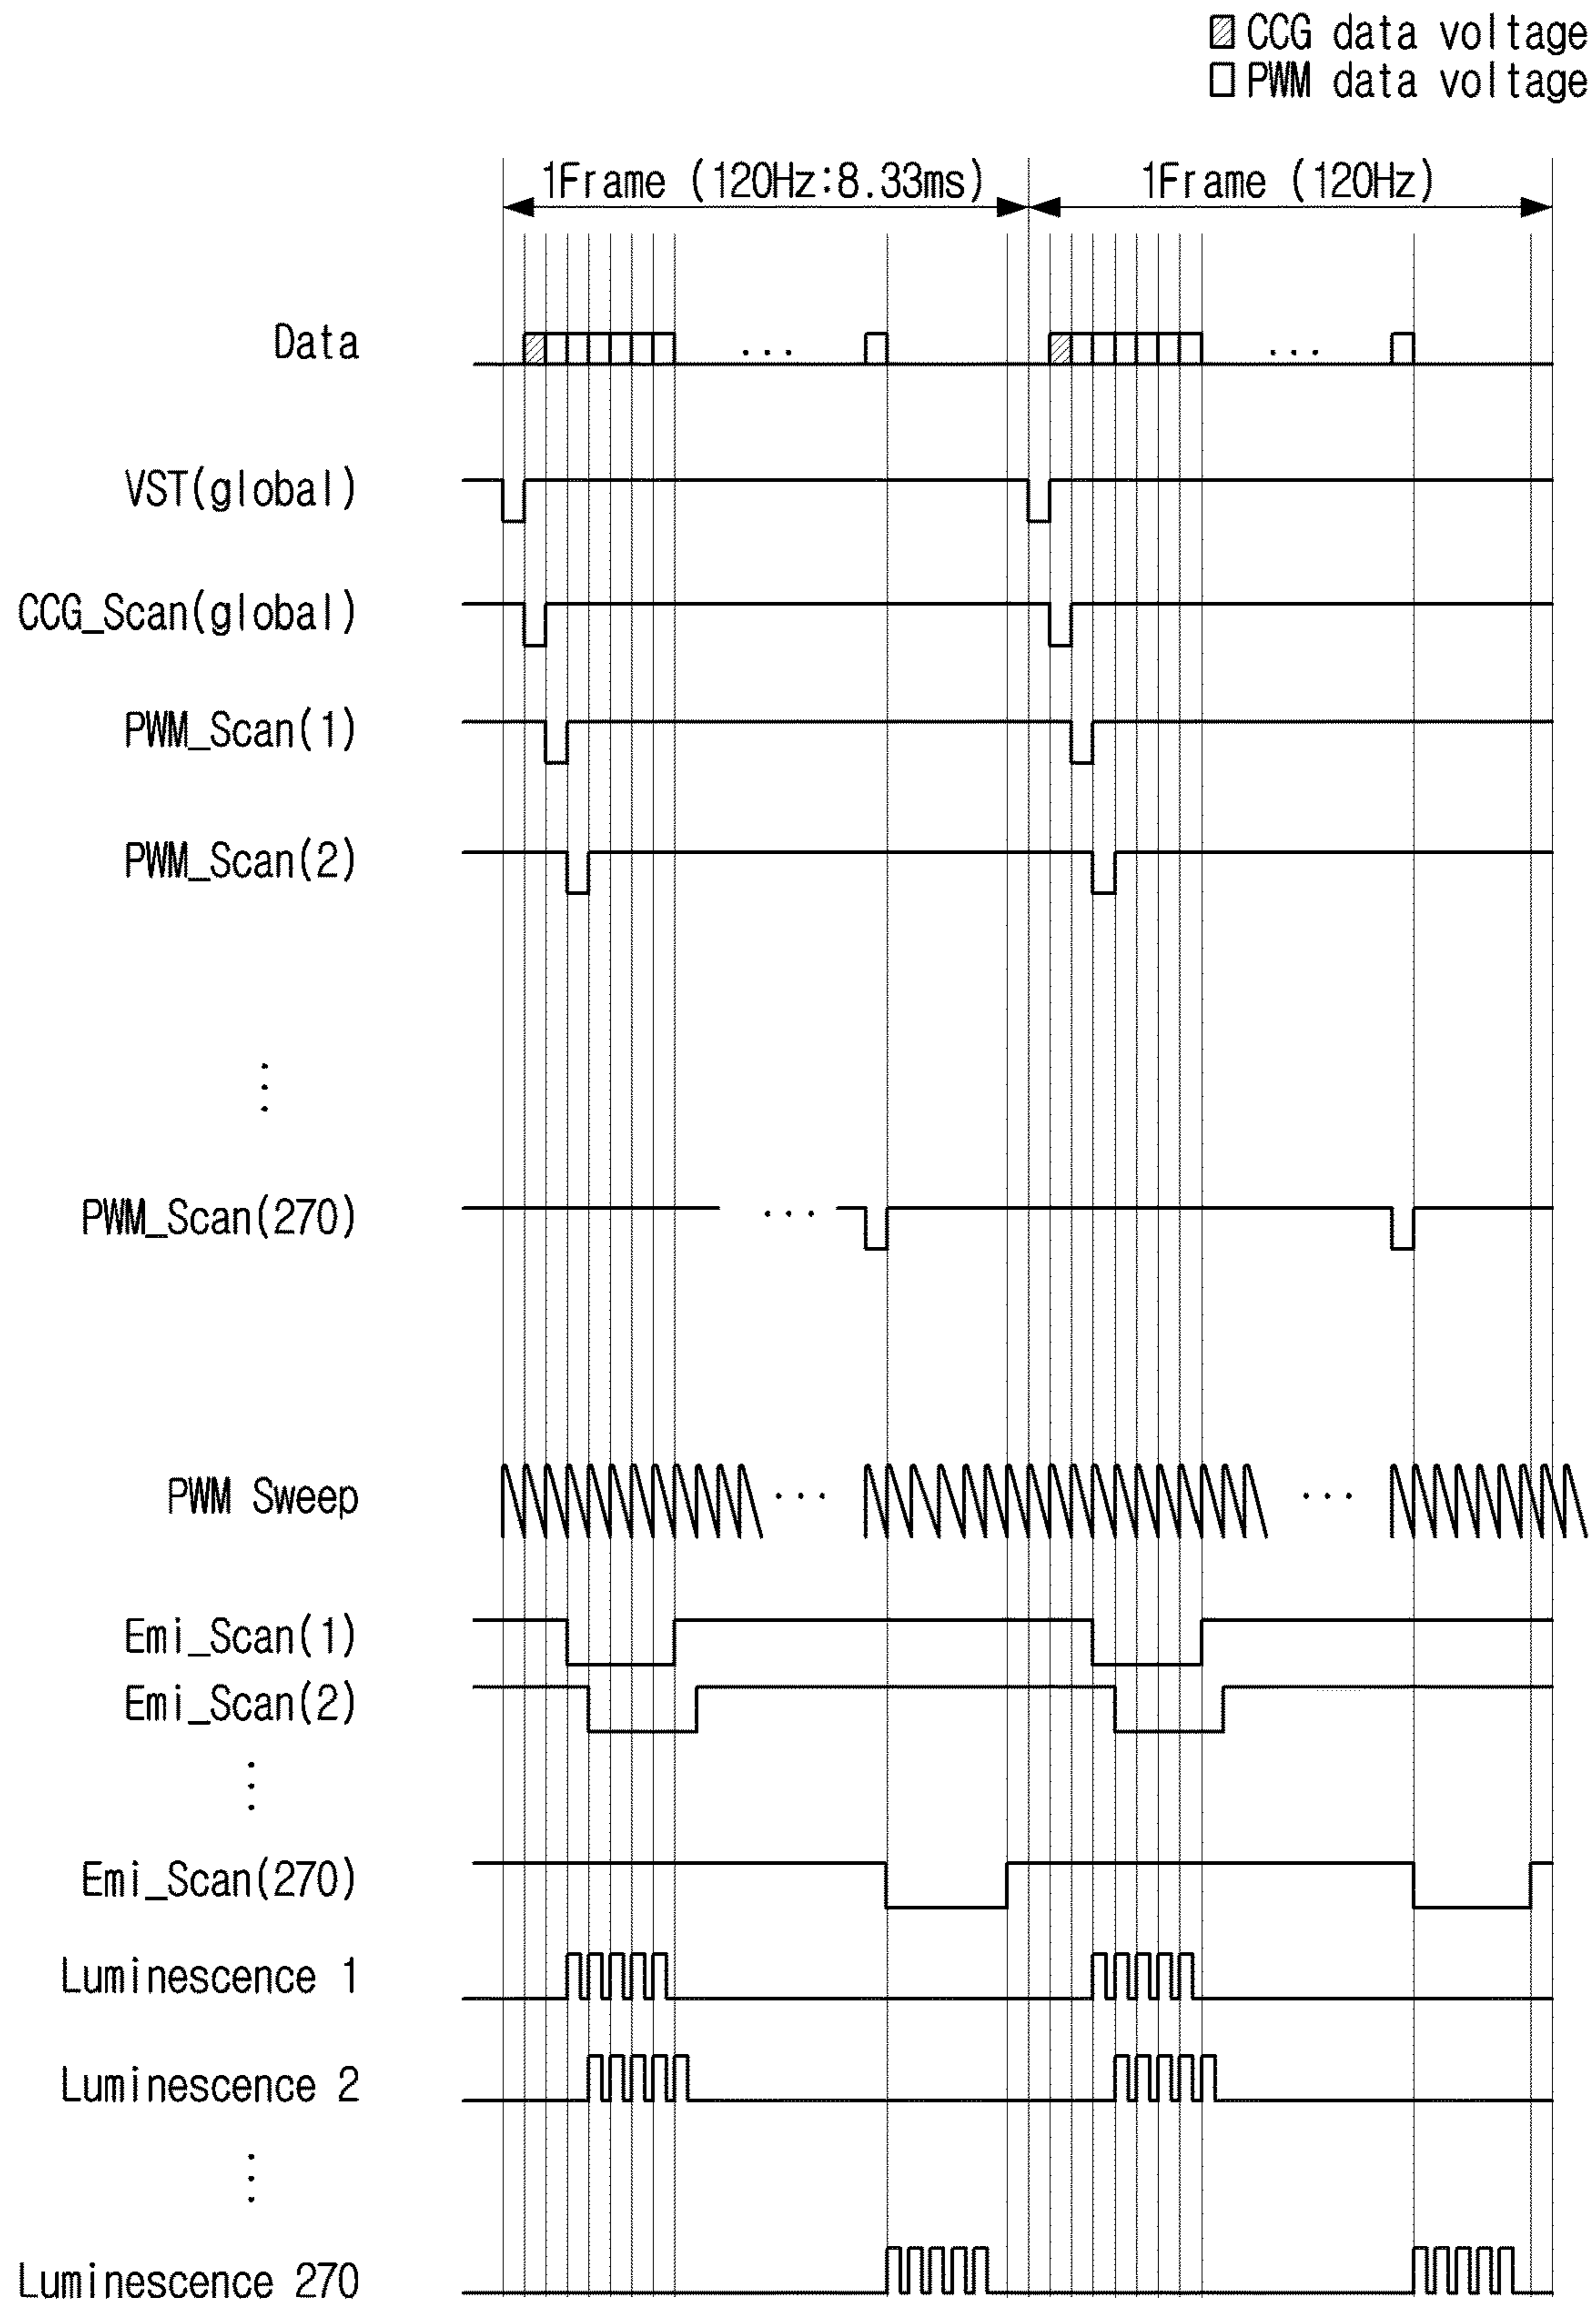 CCG data voltage
PWM data voltage
1Frame (120Hz:8.33ms) 1Frame (120Hz)
Data ... ...
VST(global)
CCG_Scan(global)
PWM_Scan(1)
PWM_Scan(2)
⋮
PWM_Scan(270) ...
PWM Sweep ... ...
Emi_Scan(1)
Emi_Scan(2)
⋮
Emi_Scan(270)
Luminescence 1
Luminescence 2
⋮
Luminescence 270